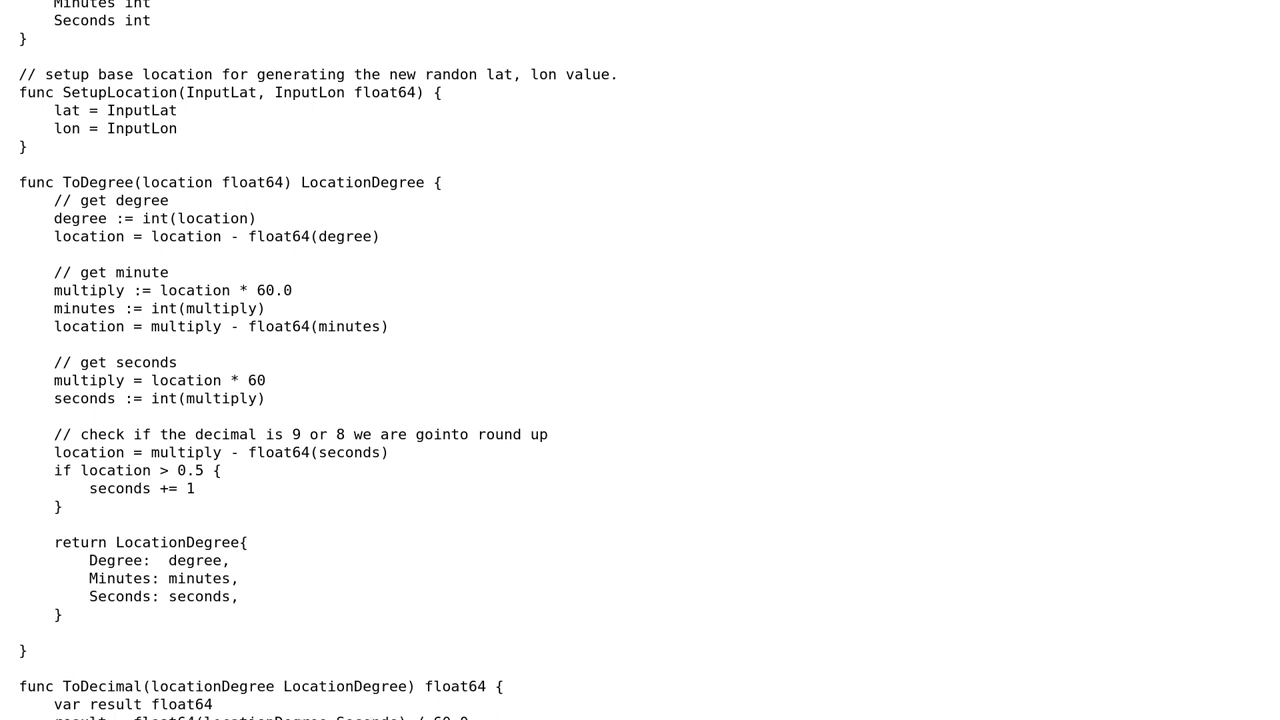 Minutes int
    Seconds int
}

// setup base location for generating the new randon lat, lon value.
func SetupLocation(InputLat, InputLon float64) {
    lat = InputLat
    lon = InputLon
}

func ToDegree(location float64) LocationDegree {
    // get degree
    degree := int(location)
    location = location - float64(degree)

    // get minute
    multiply := location * 60.0
    minutes := int(multiply)
    location = multiply - float64(minutes)

    // get seconds
    multiply = location * 60
    seconds := int(multiply)

    // check if the decimal is 9 or 8 we are gointo round up
    location = multiply - float64(seconds)
    if location > 0.5 {
        seconds += 1
    }

    return LocationDegree{
        Degree:  degree,
        Minutes: minutes,
        Seconds: seconds,
    }

}

func ToDecimal(locationDegree LocationDegree) float64 {
    var result float64